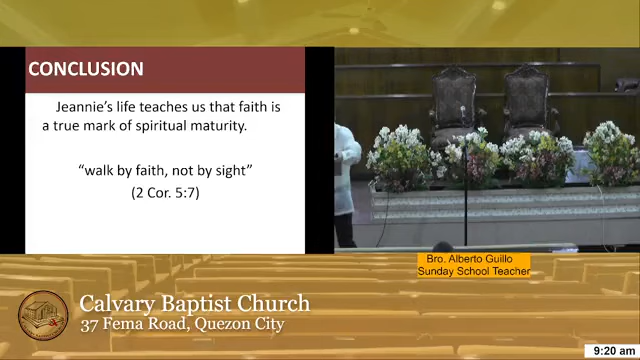 CONCLUSION
Jeannie's life teaches us that faith is
a true mark of spiritual maturity.
"walk by faith, not by sight"
(2 Cor. 5:7)
Bro. Alberto Guillo
Sunday School Teacher
Calvary Baptist Church
37 Fema Road, Quezon City
9:20 am